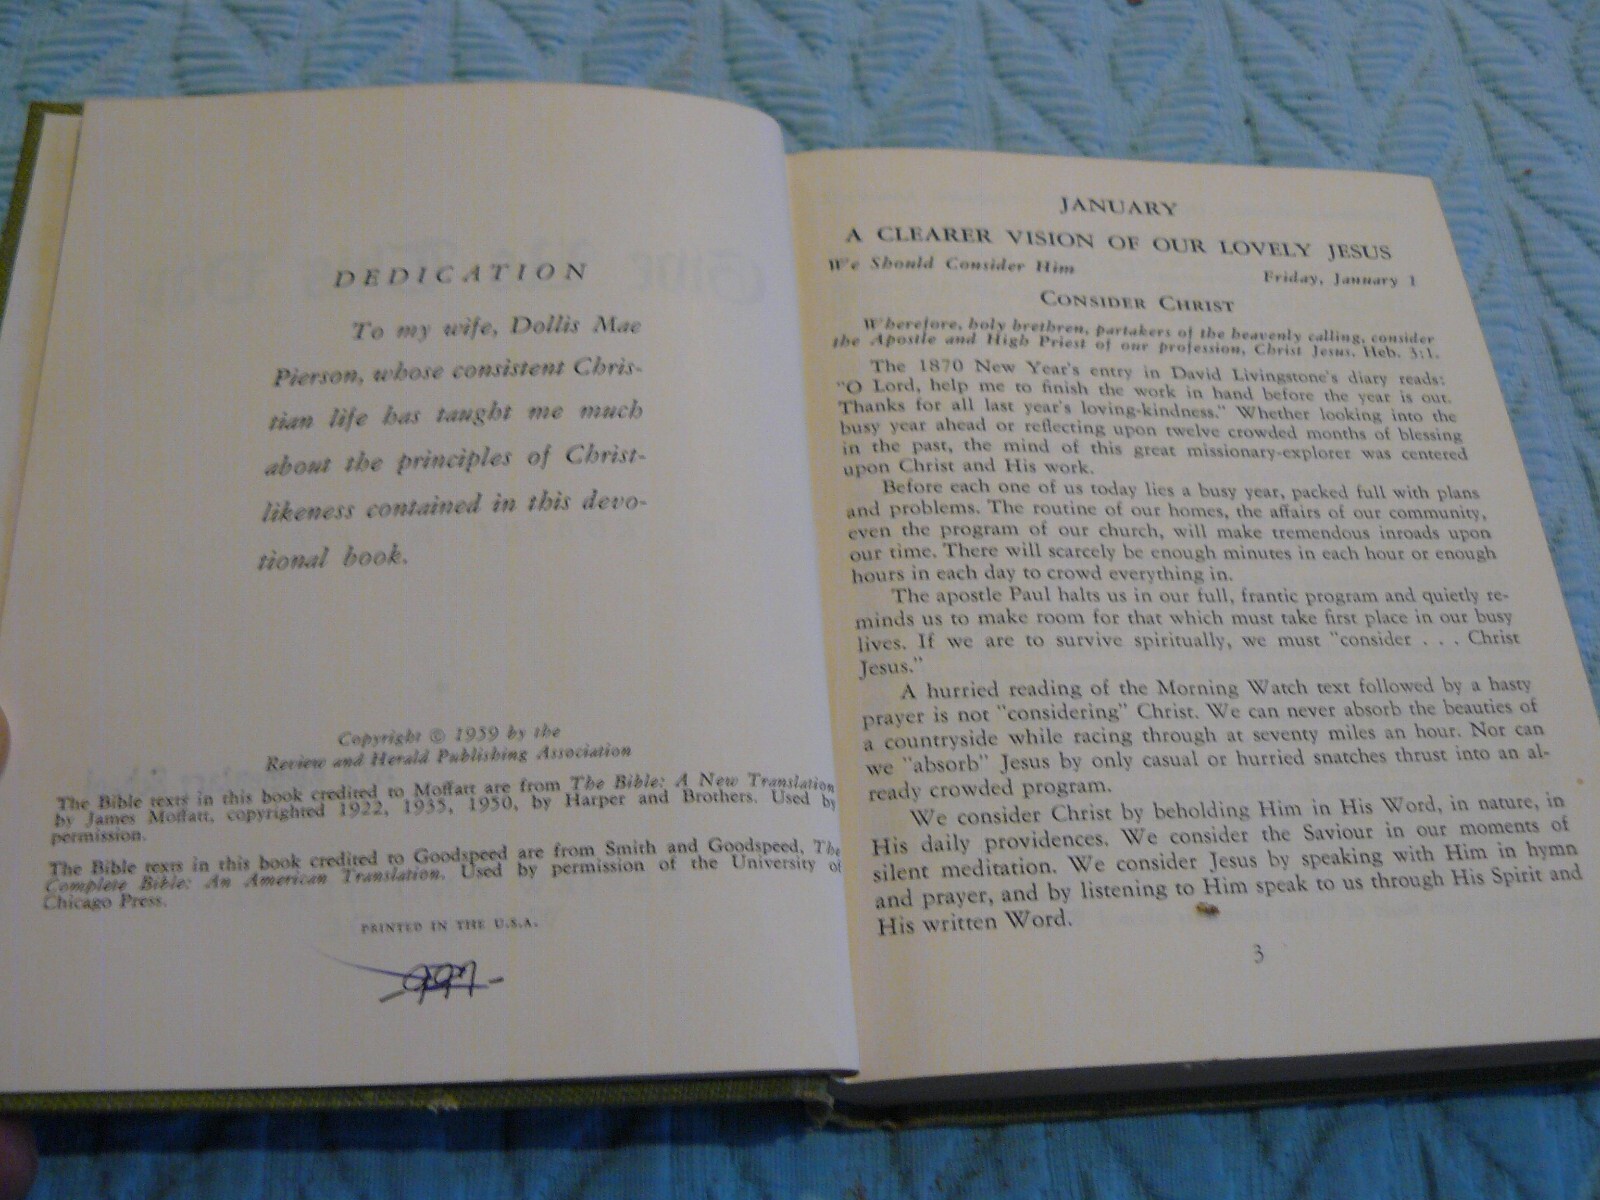 DEDICATION
To my wife, Dollis Mae
Pierson, whose consistent Chris-
tian life has taught me much
about the principles of Christ-
likeness contained in this devo-
tional book.
Copyright © 1959 by the
Review and Herald Publishing Association
The Bible texts in this book credited to Moffatt are from The Bible: A New Translation
by James Moffatt, copyrighted 1922, 1935, 1950, by Harper and Brothers. Used by
permission.
The Bible texts in this book credited to Goodspeed are from Smith and Goodspeed, The
Complete Bible: An American Translation. Used by permission of the University of
Chicago Press.
PRINTED IN THE U.S.A.
JANUARY
A CLEARER VISION OF OUR LOVELY JESUS
We Should Consider Him Friday, January 1
CONSIDER CHRIST
Wherefore, holy brethren, partakers of the heavenly calling, consider
the Apostle and High Priest of our profession, Christ Jesus. Heb. 3:1.
The 1870 New Year's entry in David Livingstone's diary reads:
"O Lord, help me to finish the work in hand before the year is out.
Thanks for all last year's loving-kindness." Whether looking into the
busy year ahead or reflecting upon twelve crowded months of blessing
in the past, the mind of this great missionary-explorer was centered
upon Christ and His work.
Before each one of us today lies a busy year, packed full with plans
and problems. The routine of our homes, the affairs of our community,
even the program of our church, will make tremendous inroads upon
our time. There will scarcely be enough minutes in each hour or enough
hours in each day to crowd everything in.
The apostle Paul halts us in our full, frantic program and quietly re-
minds us to make room for that which must take first place in our busy
lives. If we are to survive spiritually, we must "consider . . . Christ
Jesus."
A hurried reading of the Morning Watch text followed by a hasty
prayer is not "considering" Christ. We can never absorb the beauties of
a countryside while racing through at seventy miles an hour. Nor can
we "absorb" Jesus by only casual or hurried snatches thrust into an al-
ready crowded program.
We consider Christ by beholding Him in His Word, in nature, in
His daily providences. We consider the Saviour in our moments of
silent meditation. We consider Jesus by speaking with Him in hymn
and prayer, and by listening to Him speak to us through His Spirit and
His written Word.
3